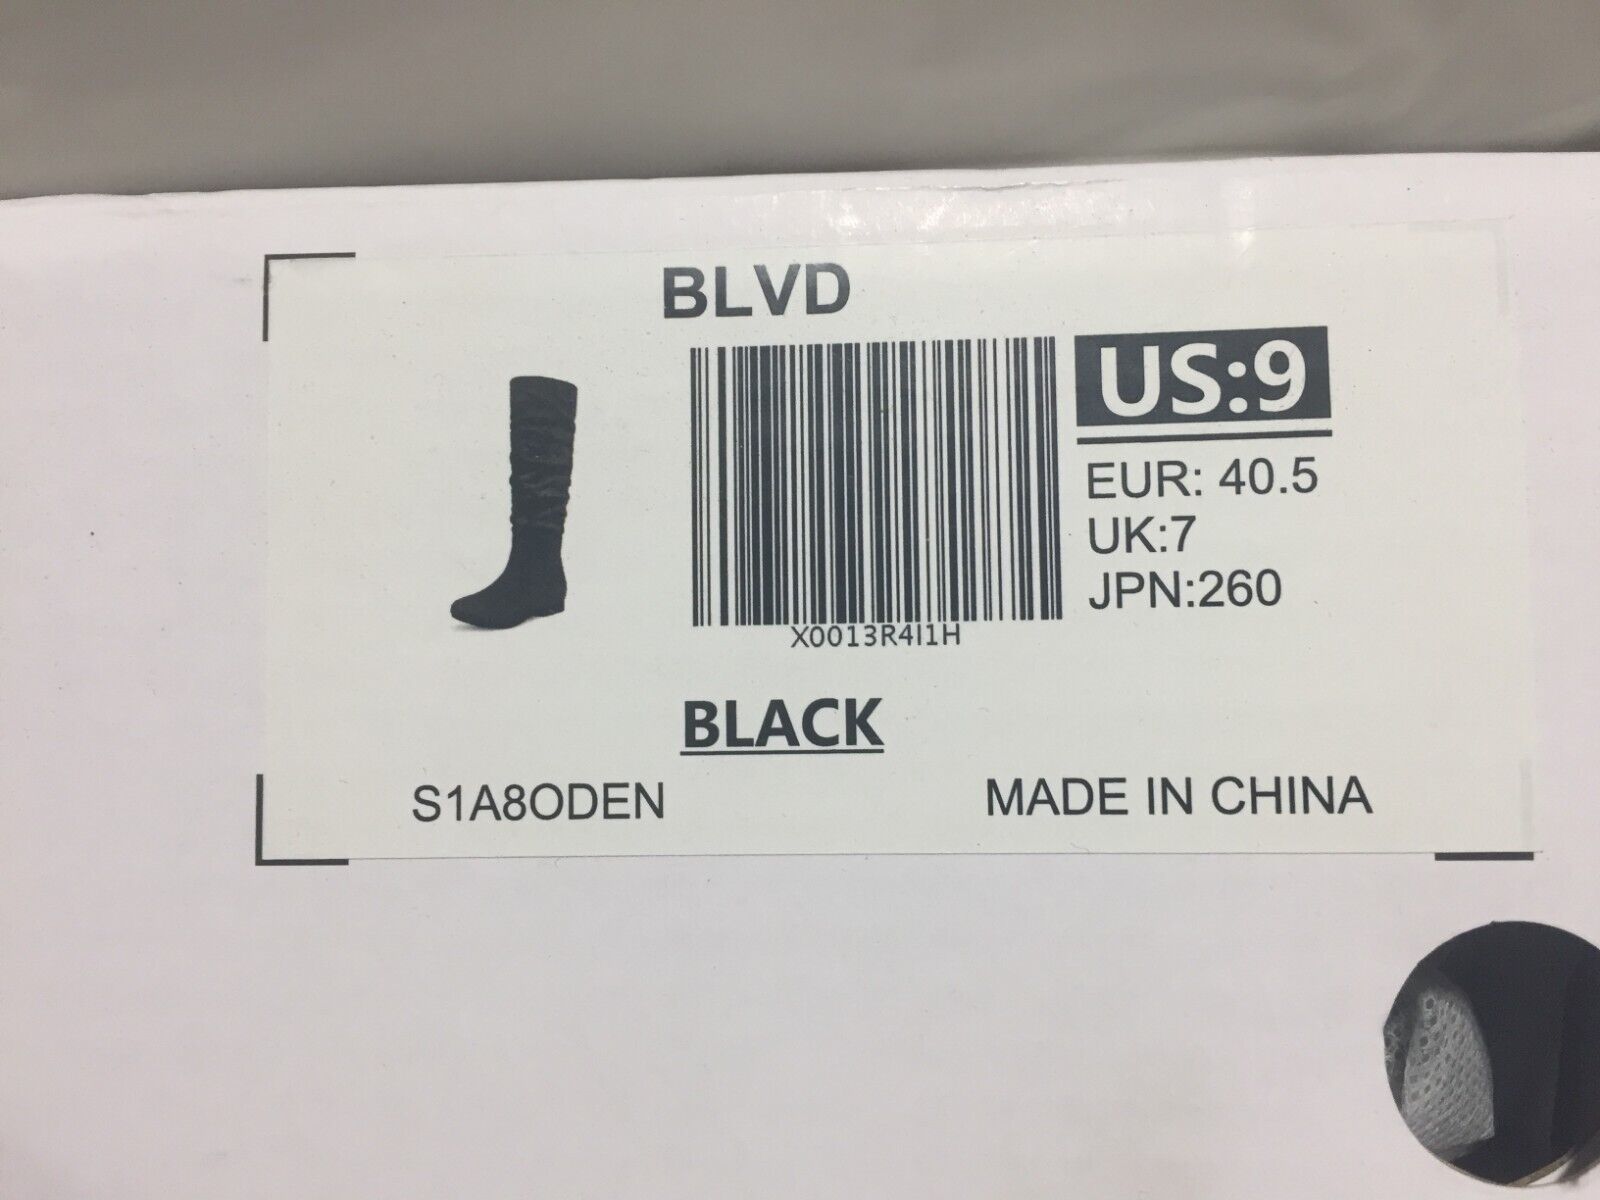 BLVD
US:9
EUR: 40.5
UK:7
JPN:260
X0013R4I1H
BLACK
S1A8ODEN
MADE IN CHINA